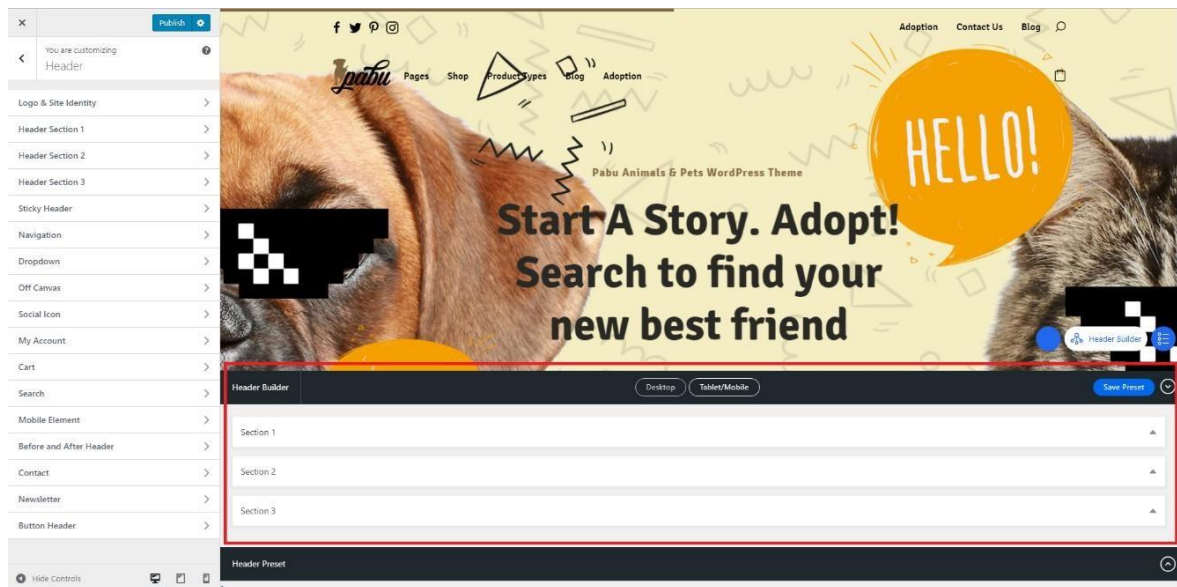 Publish
You are customizing
Header
Logo & Site Identity
Header Section 1
Header Section 2
Header Section 3
Sticky Header
Navigation
Dropdown
Off Canvas
Social Icon
My Account
Cart
Search
Mobile Element
Before and After Header
Contact
Newsletter
Button Header
Hide Controls
Adoption Contact Us Blog
pabu Pages Shop Product Types Blog Adoption
HELLO!
Pabu Animals & Pets WordPress Theme
Start A Story. Adopt!
Search to find your
new best friend
Header Builder
Header Builder Desktop Tablet/Mobile Save Preset
Section 1
Section 2
Section 3
Header Preset